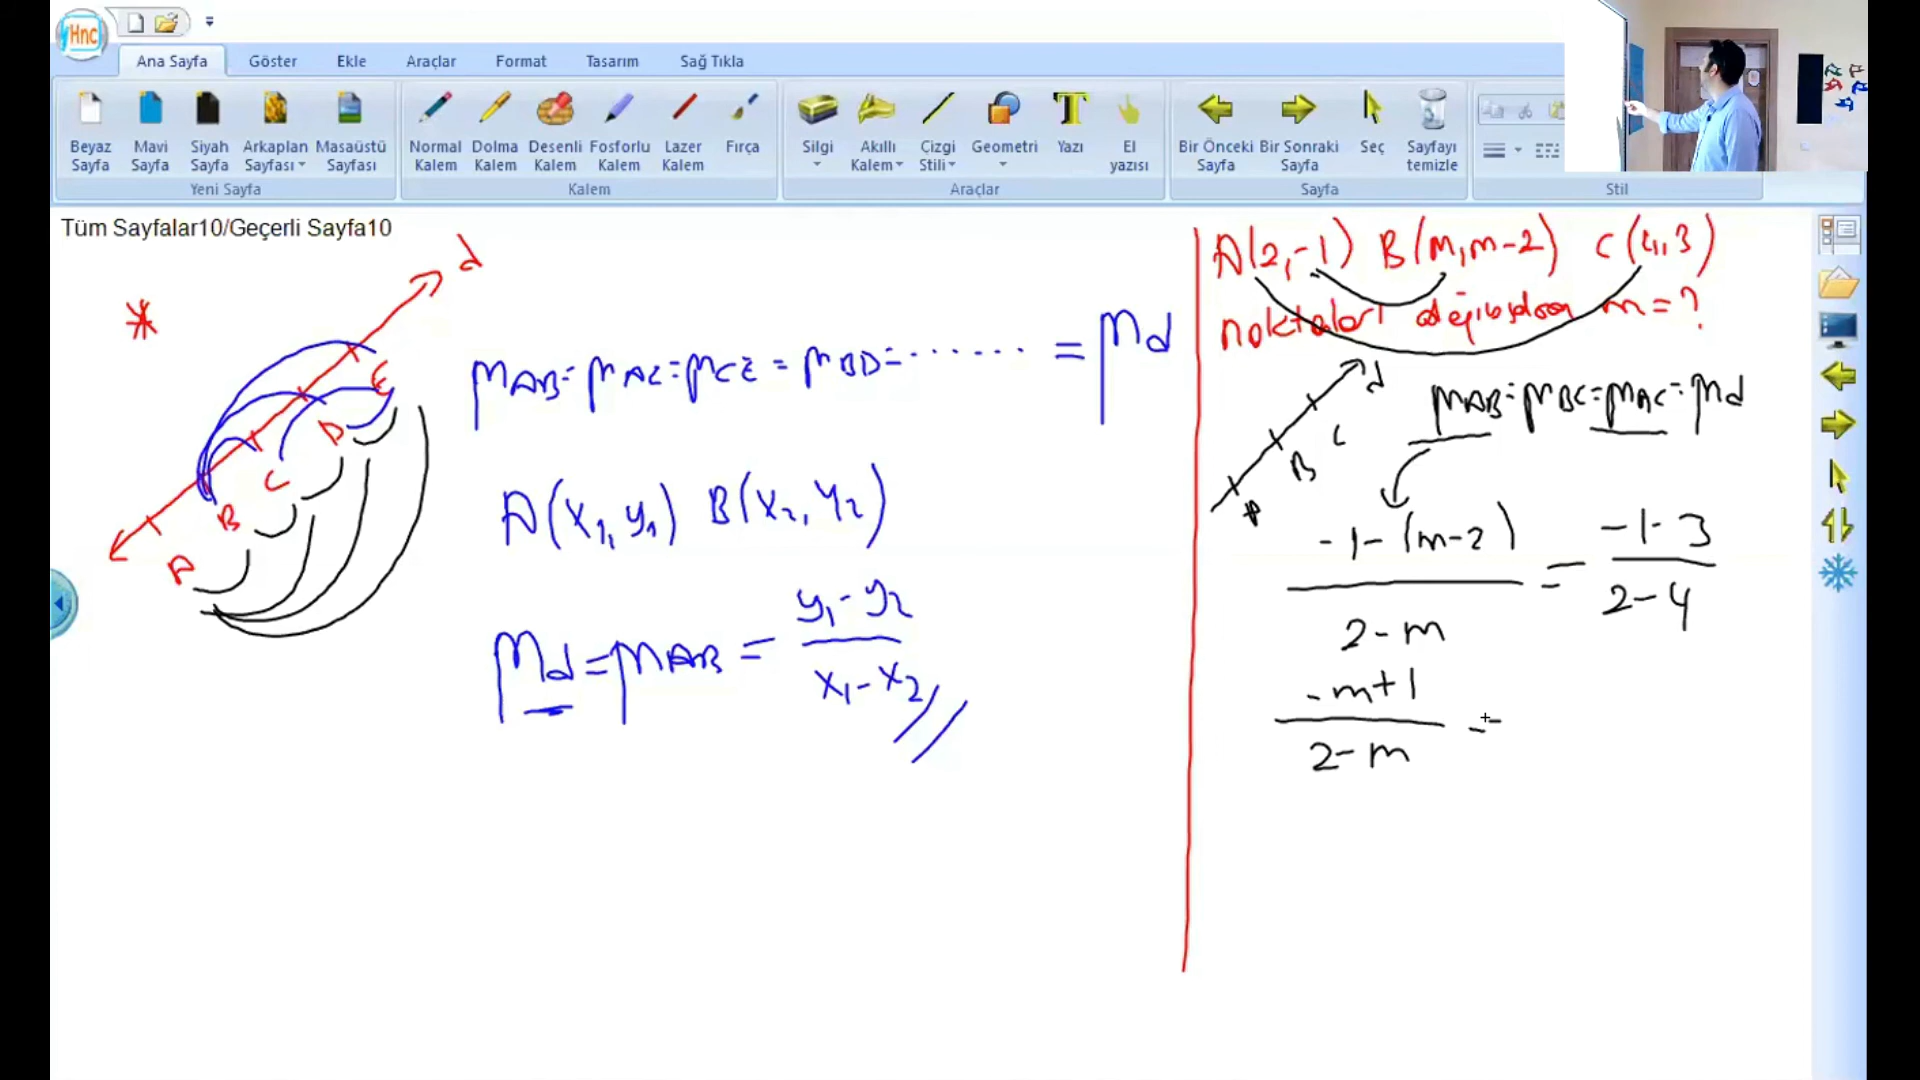 Hnc
Ana Sayfa Göster Ekle Araçlar Format Tasarım Sağ Tıkla
Beyaz Sayfa Mavi Sayfa Siyah Sayfa Arkaplan Sayfası Masaüstü Sayfası
Yeni Sayfa
Normal Kalem Dolma Kalem Desenli Kalem Fosforlu Kalem Lazer Kalem Fırça
Kalem
Silgi Akıllı Kalem Çizgi Stili Geometri Yazı El yazısı
Araçlar
Bir Önceki Sayfa Bir Sonraki Sayfa Seç Sayfayı temizle
Sayfa
Stil
Tüm Sayfalar10/Geçerli Sayfa10
d
E
D
C
B
A
mAB = mAC = mCE = mBD = ...... = md
A(x1, y1) B(x2, y2)
md = mAB = y1 - y2
x1 - x2 //
A(2, -1) B(m, m-2) C(4, 3)
noktaları m = ?
d
C
B
A
mAB = mBC = mAC = md
-1 - (m-2) = -1 - 3
2 - m 2 - 4
-m + 1 =
2 - m